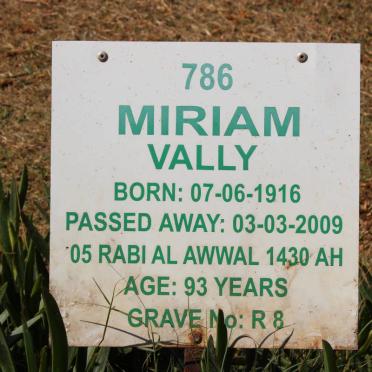 786
MIRIAM
VALLY
BORN: 07-06-1916
PASSED AWAY: 03-03-2009
05 RABI AL AWWAL 1430 AH
AGE: 93 YEARS
GRAVE No: R 8